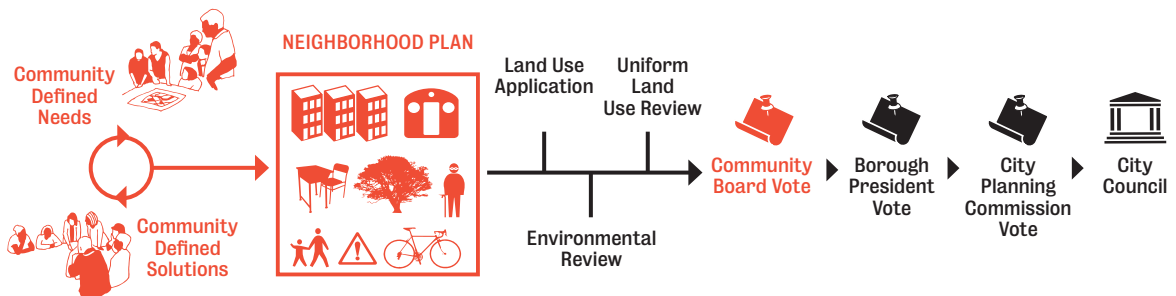 Community
Defined
Needs
Community
Defined
Solutions
NEIGHBORHOOD PLAN
Land Use
Application
Environmental
Review
Uniform
Land
Use Review
Community
Board Vote
Borough
President
Vote
City
Planning
Commission
Vote
City
Council